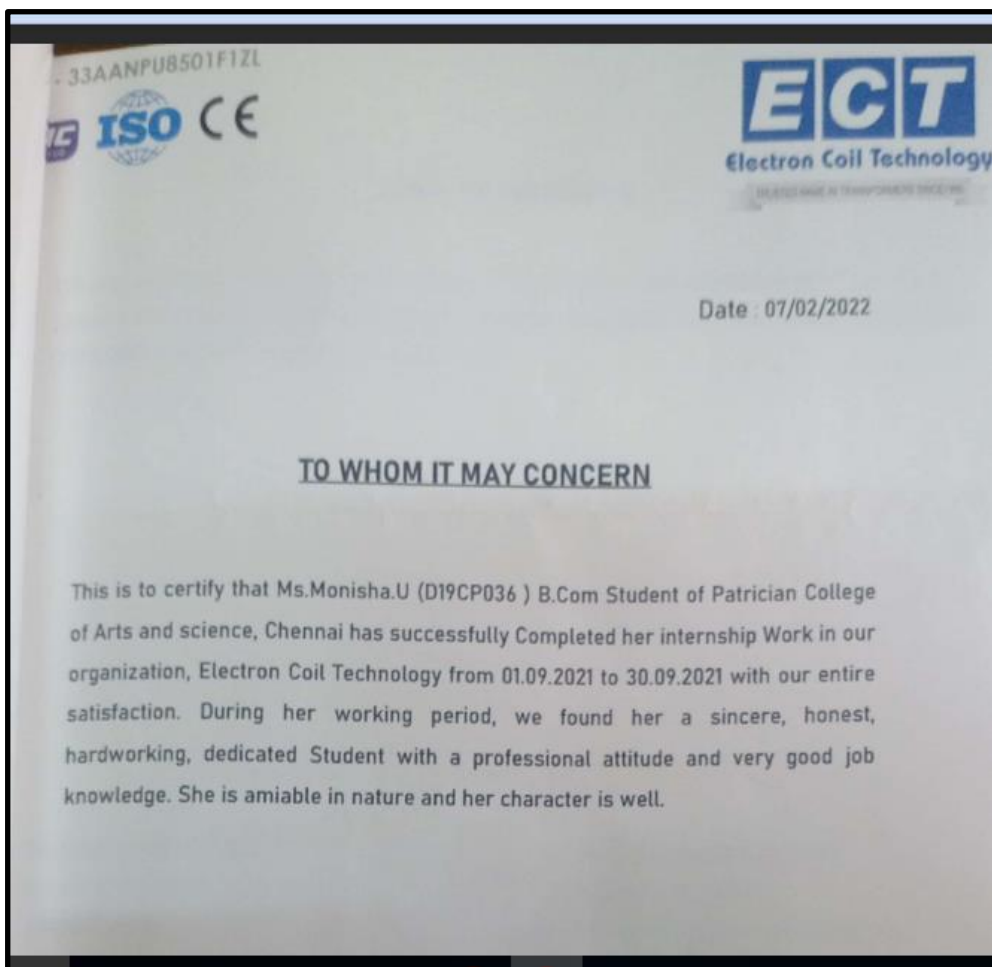 - 33AANPU8501F1ZL
ISO CE
ECT
Electron Coil Technology
Date : 07/02/2022
TO WHOM IT MAY CONCERN
This is to certify that Ms.Monisha.U (D19CP036 ) B.Com Student of Patrician College
of Arts and science, Chennai has successfully Completed her internship Work in our
organization, Electron Coil Technology from 01.09.2021 to 30.09.2021 with our entire
satisfaction. During her working period, we found her a sincere, honest,
hardworking, dedicated Student with a professional attitude and very good job
knowledge. She is amiable in nature and her character is well.